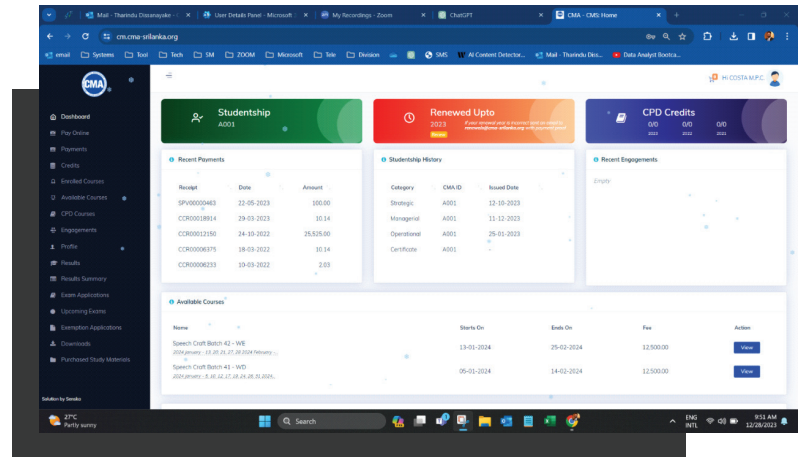 Mail - Tharindu Dissanayake -
User Details Panel - Microsoft
My Recordings - Zoom
ChatGPT
CMA - CMS: Home
cm.cma-srilanka.org
email
Systems
Tool
Tech
SM
ZOOM
Microsoft
Tele
Division
SMS
AI Content Detector...
Mail - Tharindu Diss...
Data Analyst Bootca...
CMA
HI COSTA M.P.C.
Dashboard
Pay Online
Payments
Credits
Enrolled Courses
Available Courses
CPD Courses
Engagements
Profile
Results
Results Summary
Exam Applications
Upcoming Exams
Exemption Applications
Downloads
Purchased Study Materials
Solution by Senska
Studentship
A001
Renewed Upto
2023
Renew
CPD Credits
0/0 0/0 0/0
Recent Payments
Receipt Date Amount
SPV00000463 22-05-2023 100.00
CCR00018914 29-03-2023 10.14
CCR00012150 24-10-2022 25,525.00
CCR00006375 18-03-2022 10.14
CCR00006233 10-03-2022 2.03
Studentship History
Category CMA ID Issued Date
Strategic A001 12-10-2023
Managerial A001 11-12-2023
Operational A001 25-01-2023
Certificate A001 -
Recent Engagements
Empty
Available Courses
Name Starts On Ends On Fee Action
Speech Craft Batch 42 - WE 13-01-2024 25-02-2024 12,500.00 View
Speech Craft Batch 41 - WD 05-01-2024 14-02-2024 12,500.00 View
27°C
Partly sunny
Search
ENG
INTL
9:51 AM
12/28/2023